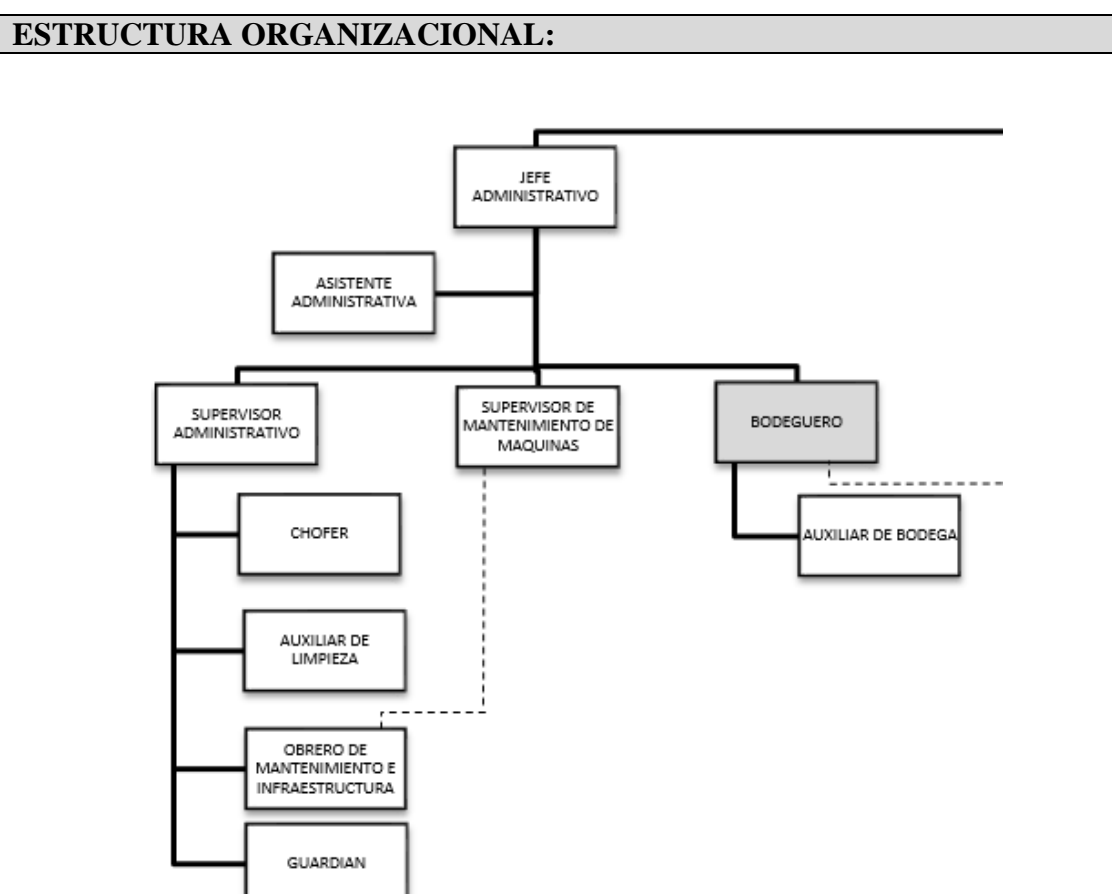 ESTRUCTURA ORGANIZACIONAL:
JEFE
ADMINISTRATIVO
ASISTENTE
ADMINISTRATIVA
SUPERVISOR
ADMINISTRATIVO
SUPERVISOR DE
MANTENIMIENTO DE
MAQUINAS
BODEGUERO
CHOFER
AUXILIAR DE BODEGA
AUXILIAR DE
LIMPIEZA
OBRERO DE
MANTENIMIENTO E
INFRAESTRUCTURA
GUARDIAN